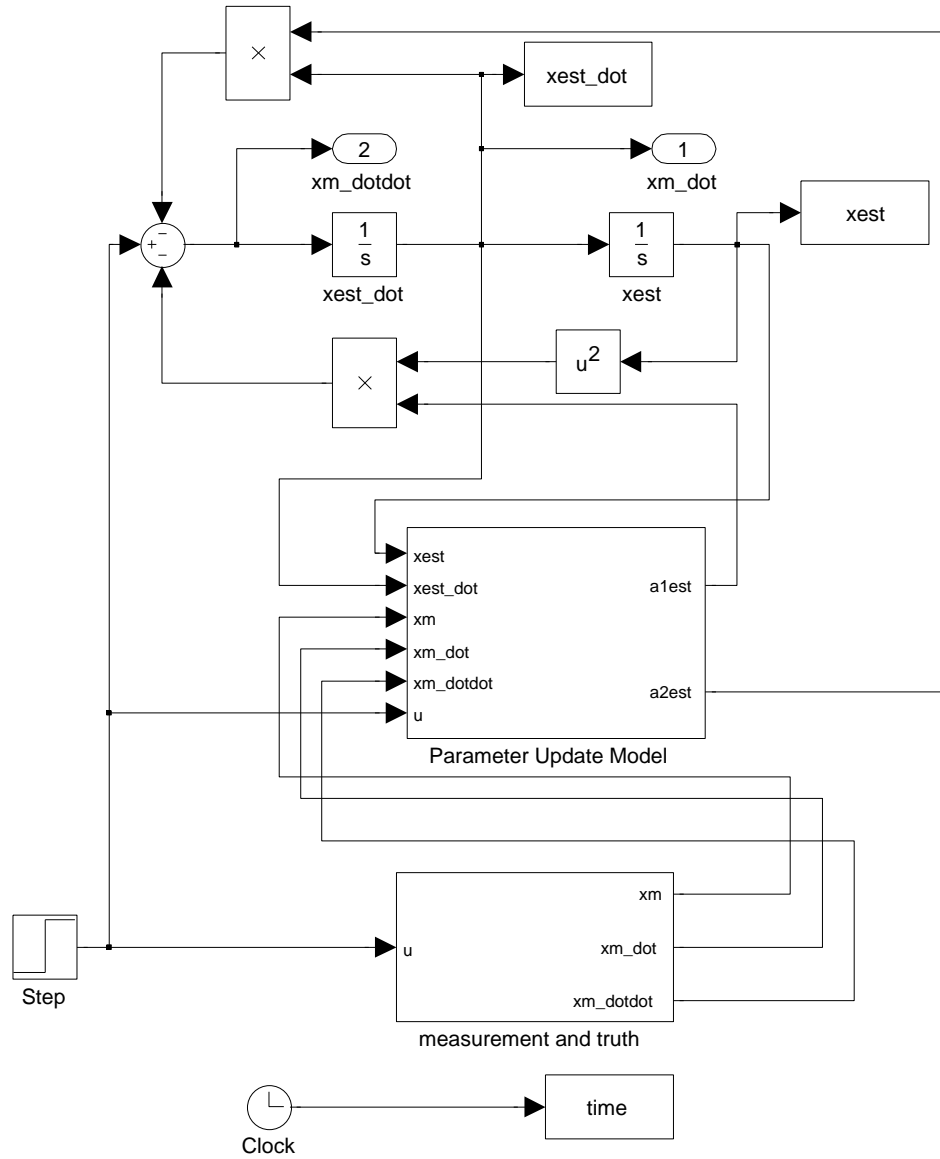 ×
xest_dot
2
xm_dotdot
1
xm_dot
xest
−
+
−
1
s
xest_dot
1
s
xest
×
u2
xest
xest_dot
xm
xm_dot
xm_dotdot
u
a1est
a2est
Parameter Update Model
Step
u
xm
xm_dot
xm_dotdot
measurement and truth
Clock
time